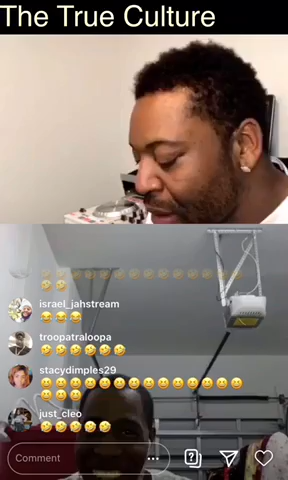 The True Culture
israel_jahstream
😂😂😂
troopatraloopa
🤣🤣🤣🤣🤣🤣
stacydimples29
just_cleo
🤣🤣🤣🤣🤣
Comment